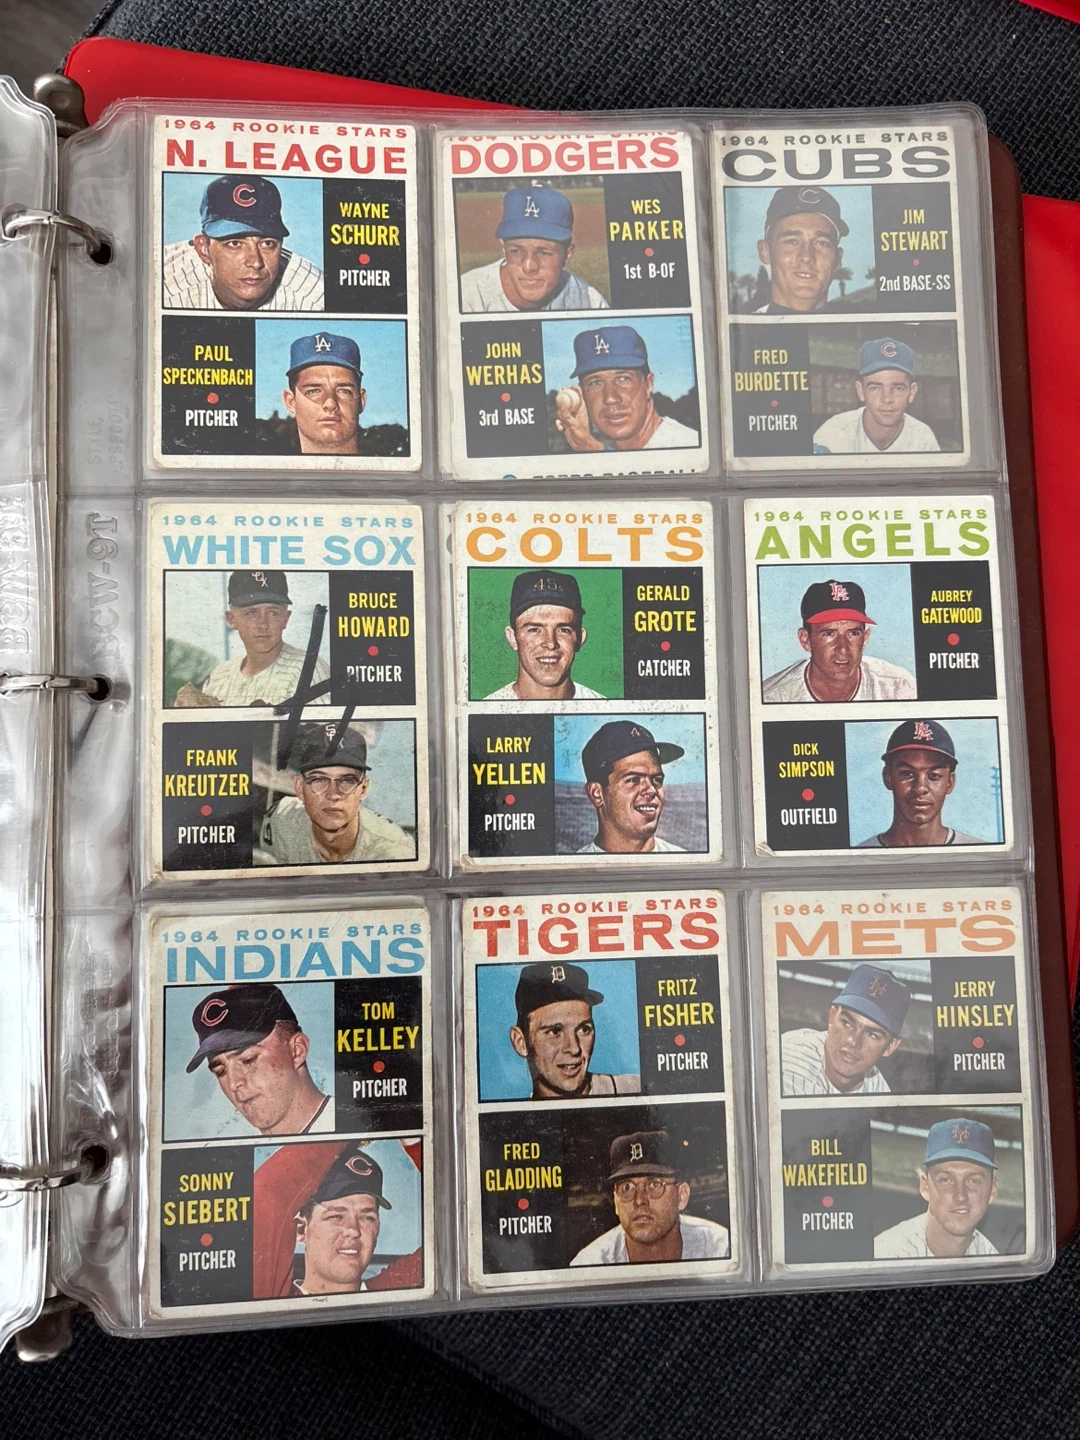 1964 ROOKIE STARS
N. LEAGUE
WAYNE
SCHURR
PITCHER
PAUL
SPECKENBACH
PITCHER
1964 ROOKIE STARS
DODGERS
WES
PARKER
1st B-OF
JOHN
WERHAS
3rd BASE
1964 ROOKIE STARS
CUBS
JIM
STEWART
2nd BASE-SS
FRED
BURDETTE
PITCHER
1964 ROOKIE STARS
WHITE SOX
BRUCE
HOWARD
PITCHER
FRANK
KREUTZER
PITCHER
1964 ROOKIE STARS
COLTS
45s
GERALD
GROTE
CATCHER
LARRY
YELLEN
PITCHER
1964 ROOKIE STARS
ANGELS
AUBREY
GATEWOOD
PITCHER
DICK
SIMPSON
OUTFIELD
1964 ROOKIE STARS
INDIANS
TOM
KELLEY
PITCHER
SONNY
SIEBERT
PITCHER
1964 ROOKIE STARS
TIGERS
FRITZ
FISHER
PITCHER
FRED
GLADDING
PITCHER
1964 ROOKIE STARS
METS
JERRY
HINSLEY
PITCHER
BILL
WAKEFIELD
PITCHER
BCW-9T